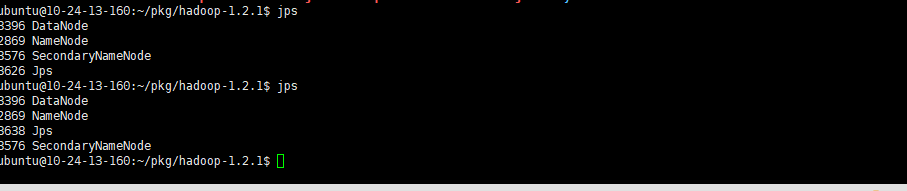 ubuntu@10-24-13-160:~/pkg/hadoop-1.2.1$ jps
3396 DataNode
2869 NameNode
3576 SecondaryNameNode
3626 Jps
ubuntu@10-24-13-160:~/pkg/hadoop-1.2.1$ jps
3396 DataNode
2869 NameNode
3638 Jps
3576 SecondaryNameNode
ubuntu@10-24-13-160:~/pkg/hadoop-1.2.1$